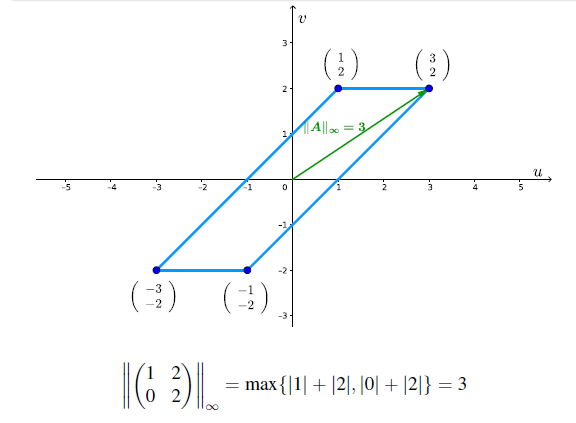 v
3
( 1 2 ) ( 3 2 )
2
‖A‖∞ = 3
1
u
-5 -4 -3 -2 -1 0 1 2 3 4 5
-1
-2
( −3 −2 ) ( −1 −2 )
-3
‖( 1 2 0 2 )‖∞ = max{|1| + |2|, |0| + |2|} = 3